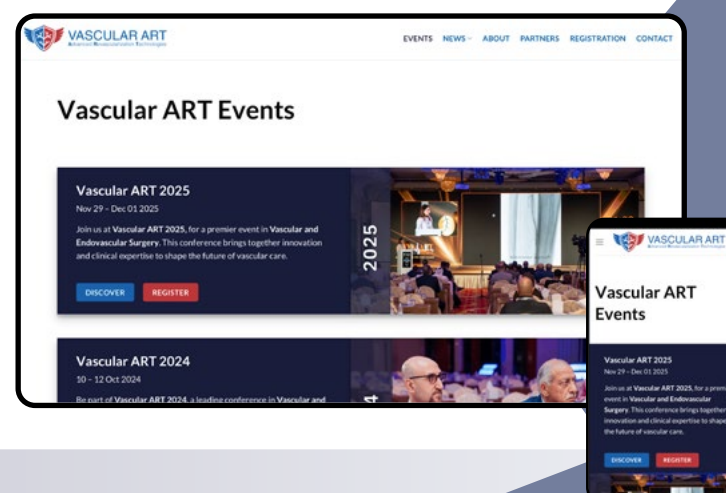 VASCULAR ART
Advanced Revascularization Technologies
EVENTS NEWS ABOUT PARTNERS REGISTRATION CONTACT
Vascular ART Events
Vascular ART 2025
Nov 29 – Dec 01 2025
Join us at Vascular ART 2025, for a premier event in Vascular and
Endovascular Surgery. This conference brings together innovation
and clinical expertise to shape the future of vascular care.
DISCOVER REGISTER
2025
Vascular ART 2024
10 – 12 Oct 2024
Be part of Vascular ART 2024, a leading conference in Vascular and
VASCULAR ART
Vascular ART
Events
Vascular ART 2025
Nov 29 – Dec 01 2025
Join us at Vascular ART 2025, for a premi
event in Vascular and Endovascular
Surgery. This conference brings together
innovation and clinical expertise to shape
the future of vascular care.
DISCOVER REGISTER